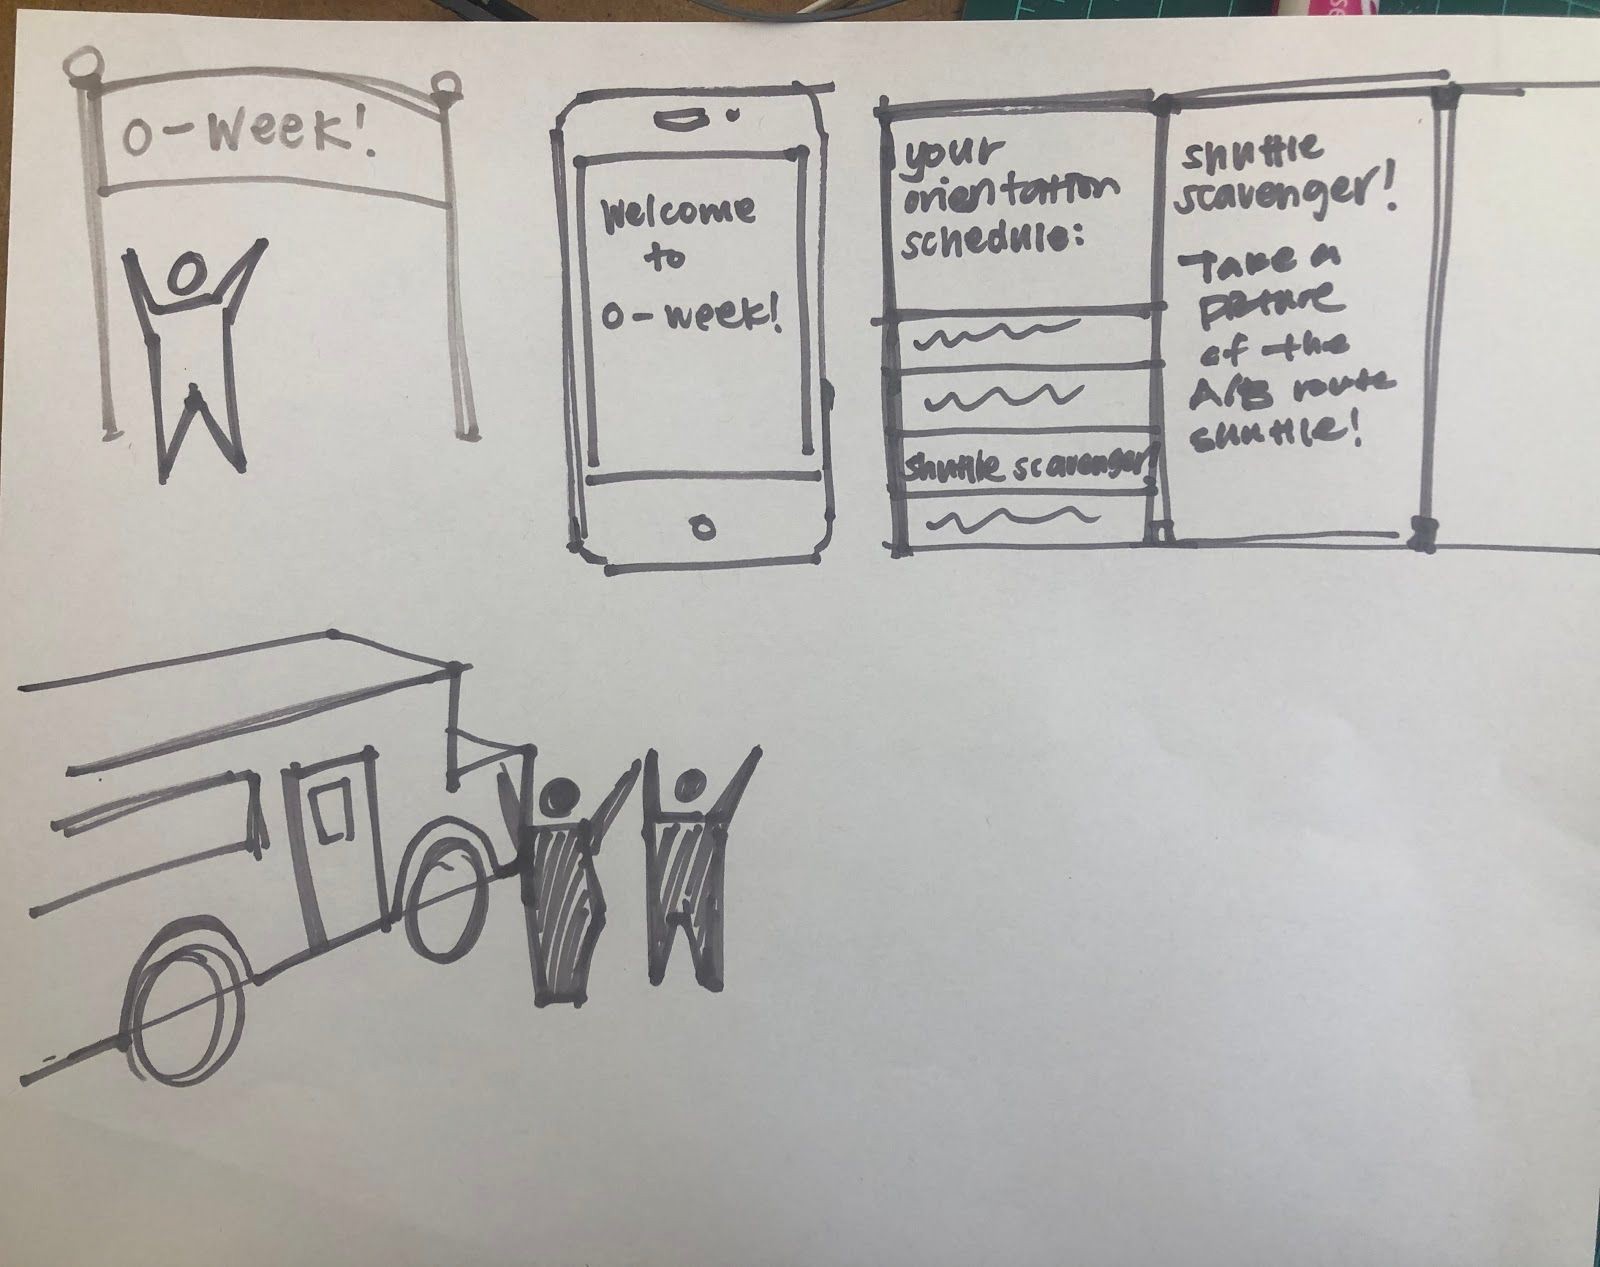 O-Week!
Welcome
to
O-Week!
your
orientation
schedule:
shuttle scavenger!
shuttle
scavenger!
Take a
picture
of the
A/B route
shuttle!